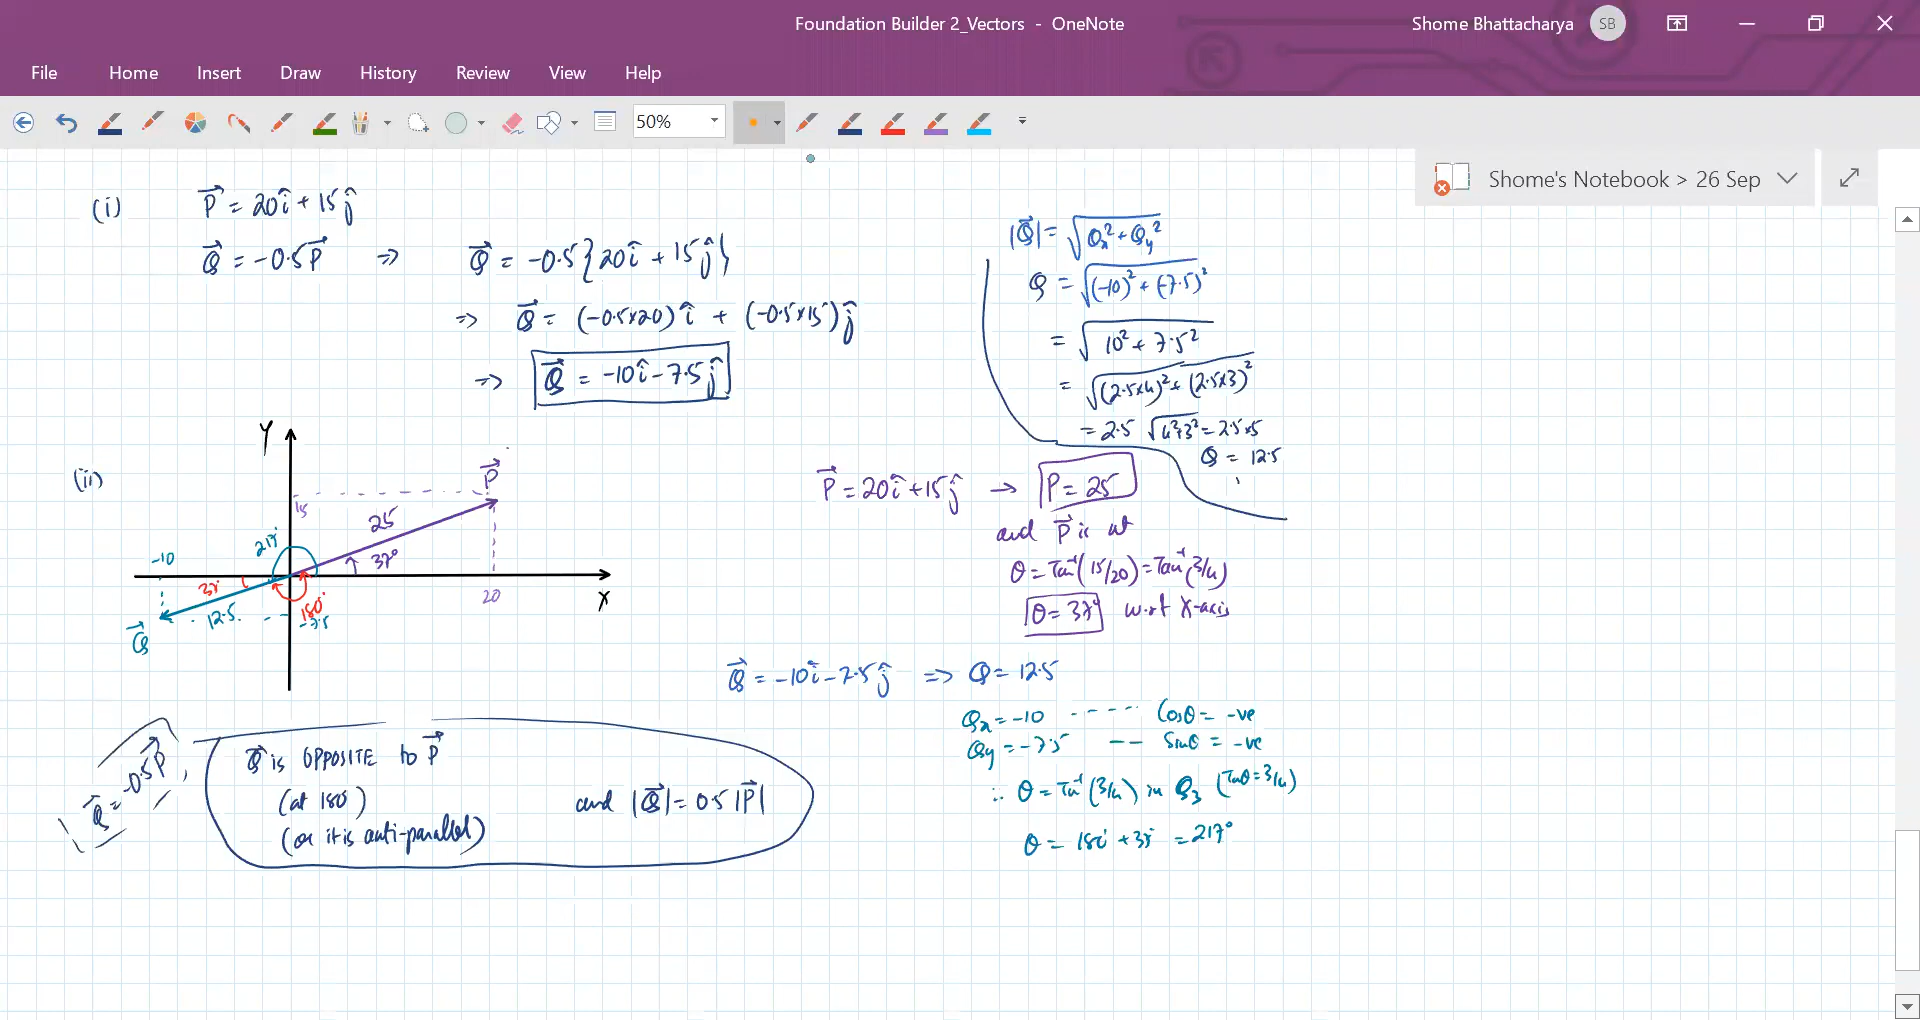 Foundation Builder 2_Vectors - OneNote
Shome Bhattacharya SB
File Home Insert Draw History Review View Help
50%
Shome's Notebook > 26 Sep
(i) P⃗ = 20î + 15ĵ
Q⃗ = -0.5P⃗ ⇒ Q⃗ = -0.5{20î + 15ĵ}
⇒ Q⃗ = (-0.5×20)î + (-0.5×15)ĵ
⇒ Q⃗ = -10î - 7.5ĵ
|Q⃗| = √(Qx² + Qy²)
Q = √((-10)² + (-7.5)²)
= √(10² + 7.5²)
= √((2.5×4)² + (2.5×3)²)
= 2.5 √(4²+3²) = 2.5×5
Q = 12.5
(ii)
Y
P⃗
15
25
217°
37°
-10
37°
180°
20
X
12.5
-7.5
Q⃗
P⃗ = 20î + 15ĵ → P = 25
and P⃗ is at
θ = Tan⁻¹(15/20) = Tan⁻¹(3/4)
θ = 37° w.r.t X-axis
Q⃗ = -10î - 7.5ĵ ⇒ Q = 12.5
Qx = -10 ---- Cosθ = -ve
Qy = -7.5 -- Sinθ = -ve
∴ θ = Tan⁻¹(3/4) in Q3 (Tanθ = 3/4)
θ = 180° + 37° = 217°
Q⃗ = -0.5P⃗,
Q⃗ is OPPOSITE to P⃗
(at 180°)
(or it is anti-parallel)
and |Q⃗| = 0.5|P⃗|